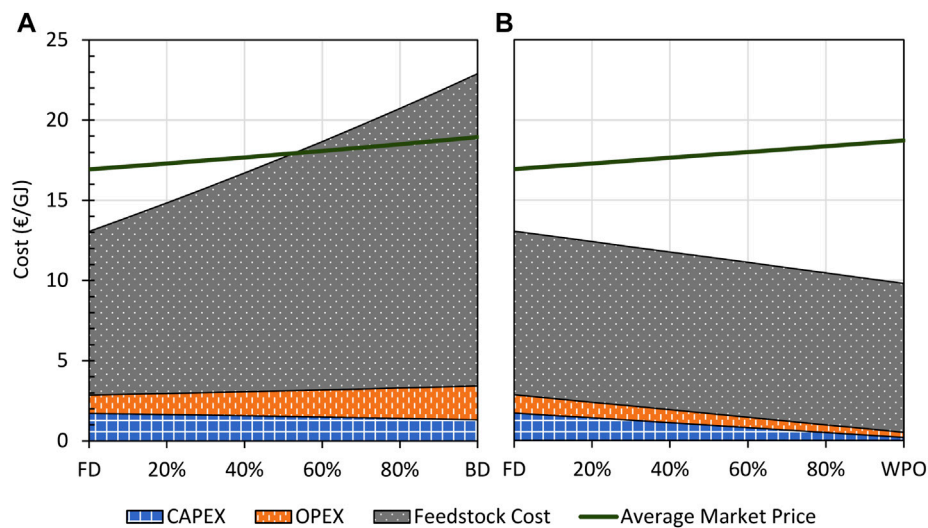 A
B
25
20
15
10
5
0
Cost (€/GJ)
FD 20% 40% 60% 80% BD
FD 20% 40% 60% 80% WPO
CAPEX OPEX Feedstock Cost Average Market Price